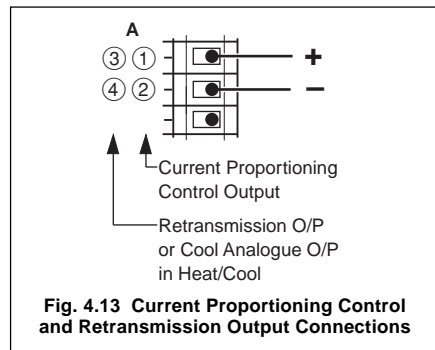 A
③ ① +
④ ② −
Current Proportioning
Control Output
Retransmission O/P
or Cool Analogue O/P
in Heat/Cool
Fig. 4.13 Current Proportioning Control
and Retransmission Output Connections